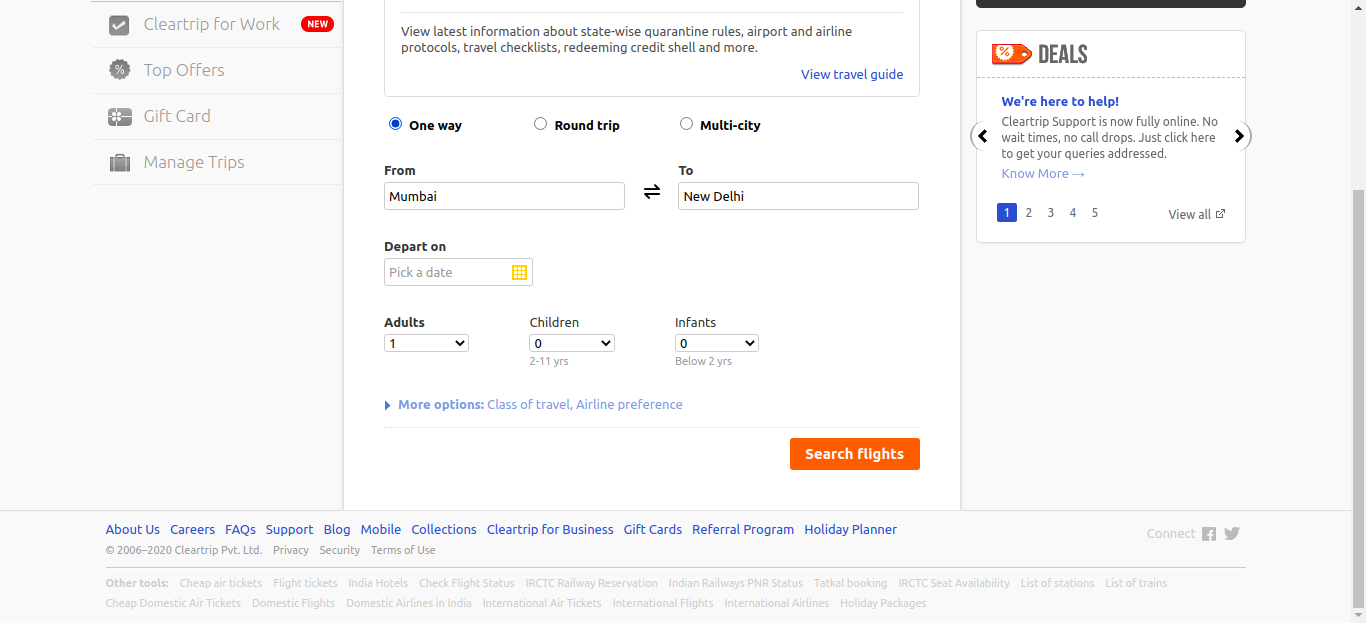 Cleartrip for Work NEW
Top Offers
Gift Card
Manage Trips
View latest information about state-wise quarantine rules, airport and airline
protocols, travel checklists, redeeming credit shell and more.
View travel guide
One way Round trip Multi-city
From To
Mumbai New Delhi
Depart on
Pick a date
Adults Children Infants
1 0 0
2-11 yrs Below 2 yrs
More options: Class of travel, Airline preference
Search flights
% DEALS
We're here to help!
Cleartrip Support is now fully online. No
wait times, no call drops. Just click here
to get your queries addressed.
Know More →
1 2 3 4 5 View all
About Us Careers FAQs Support Blog Mobile Collections Cleartrip for Business Gift Cards Referral Program Holiday Planner
Connect
© 2006–2020 Cleartrip Pvt. Ltd. Privacy Security Terms of Use
Other tools: Cheap air tickets Flight tickets India Hotels Check Flight Status IRCTC Railway Reservation Indian Railways PNR Status Tatkal booking IRCTC Seat Availability List of stations List of trains
Cheap Domestic Air Tickets Domestic Flights Domestic Airlines in India International Air Tickets International Flights International Airlines Holiday Packages